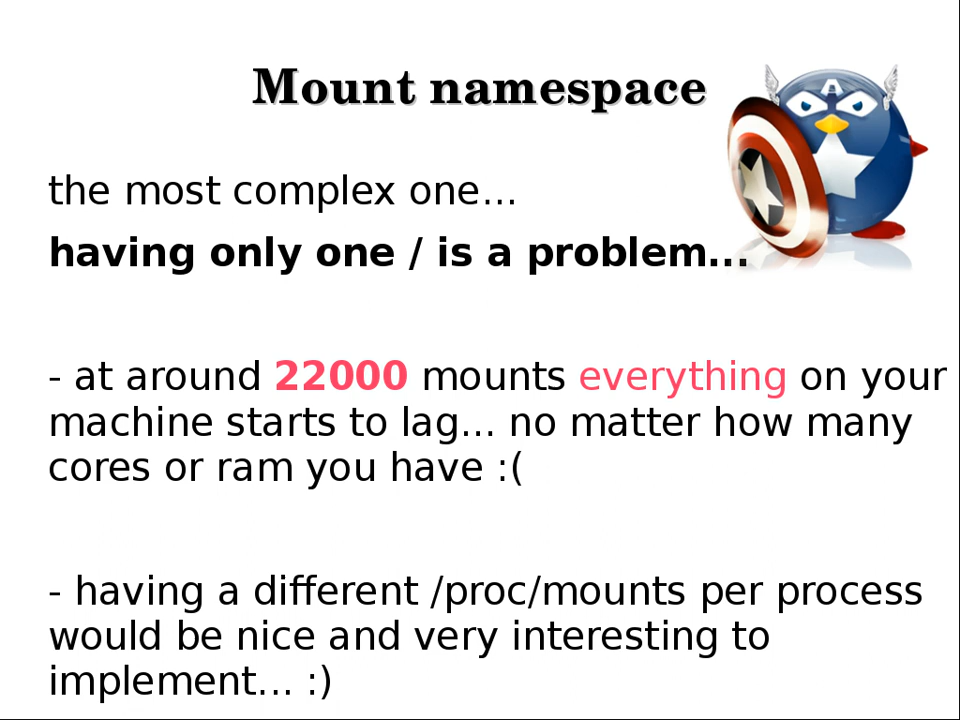 Mount namespace
the most complex one...
having only one / is a problem...
- at around 22000 mounts everything on your
machine starts to lag... no matter how many
cores or ram you have :(
- having a different /proc/mounts per process
would be nice and very interesting to
implement... :)